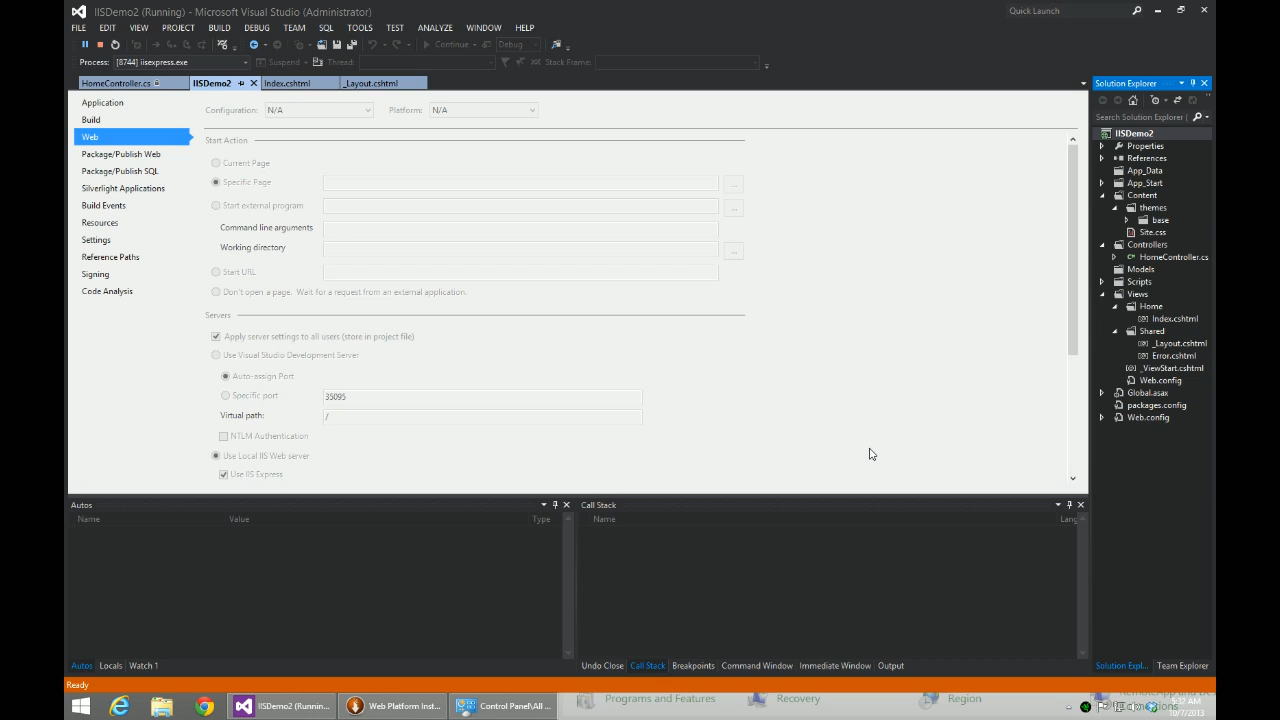 IISDemo2 (Running) - Microsoft Visual Studio (Administrator)
Quick Launch
FILE EDIT VIEW PROJECT BUILD DEBUG TEAM SQL TOOLS TEST ANALYZE WINDOW HELP
Continue Debug
Process: [8744] iisexpress.exe Suspend Thread: Stack Frame:
HomeController.cs IISDemo2 Index.cshtml _Layout.cshtml
Application
Build
Web
Package/Publish Web
Package/Publish SQL
Silverlight Applications
Build Events
Resources
Settings
Reference Paths
Signing
Code Analysis
Configuration: N/A Platform: N/A
Start Action
Current Page
Specific Page ...
Start external program ...
Command line arguments
Working directory ...
Start URL
Don't open a page. Wait for a request from an external application.
Servers
Apply server settings to all users (store in project file)
Use Visual Studio Development Server
Auto-assign Port
Specific port 35095
Virtual path: /
NTLM Authentication
Use Local IIS Web server
Use IIS Express
Solution Explorer
Search Solution Explorer
IISDemo2
Properties
References
App_Data
App_Start
Content
themes
base
Site.css
Controllers
HomeController.cs
Models
Scripts
Views
Home
Index.cshtml
Shared
_Layout.cshtml
Error.cshtml
_ViewStart.cshtml
Web.config
Global.asax
packages.config
Web.config
Autos
Name Value Type
Call Stack
Name Lang
Autos Locals Watch 1
Undo Close Call Stack Breakpoints Command Window Immediate Window Output
Solution Expl... Team Explorer
Ready
IISDemo2 (Runnin... Web Platform Inst... Control Panel\All ...
Programs and Features Recovery Region
10/7/2013